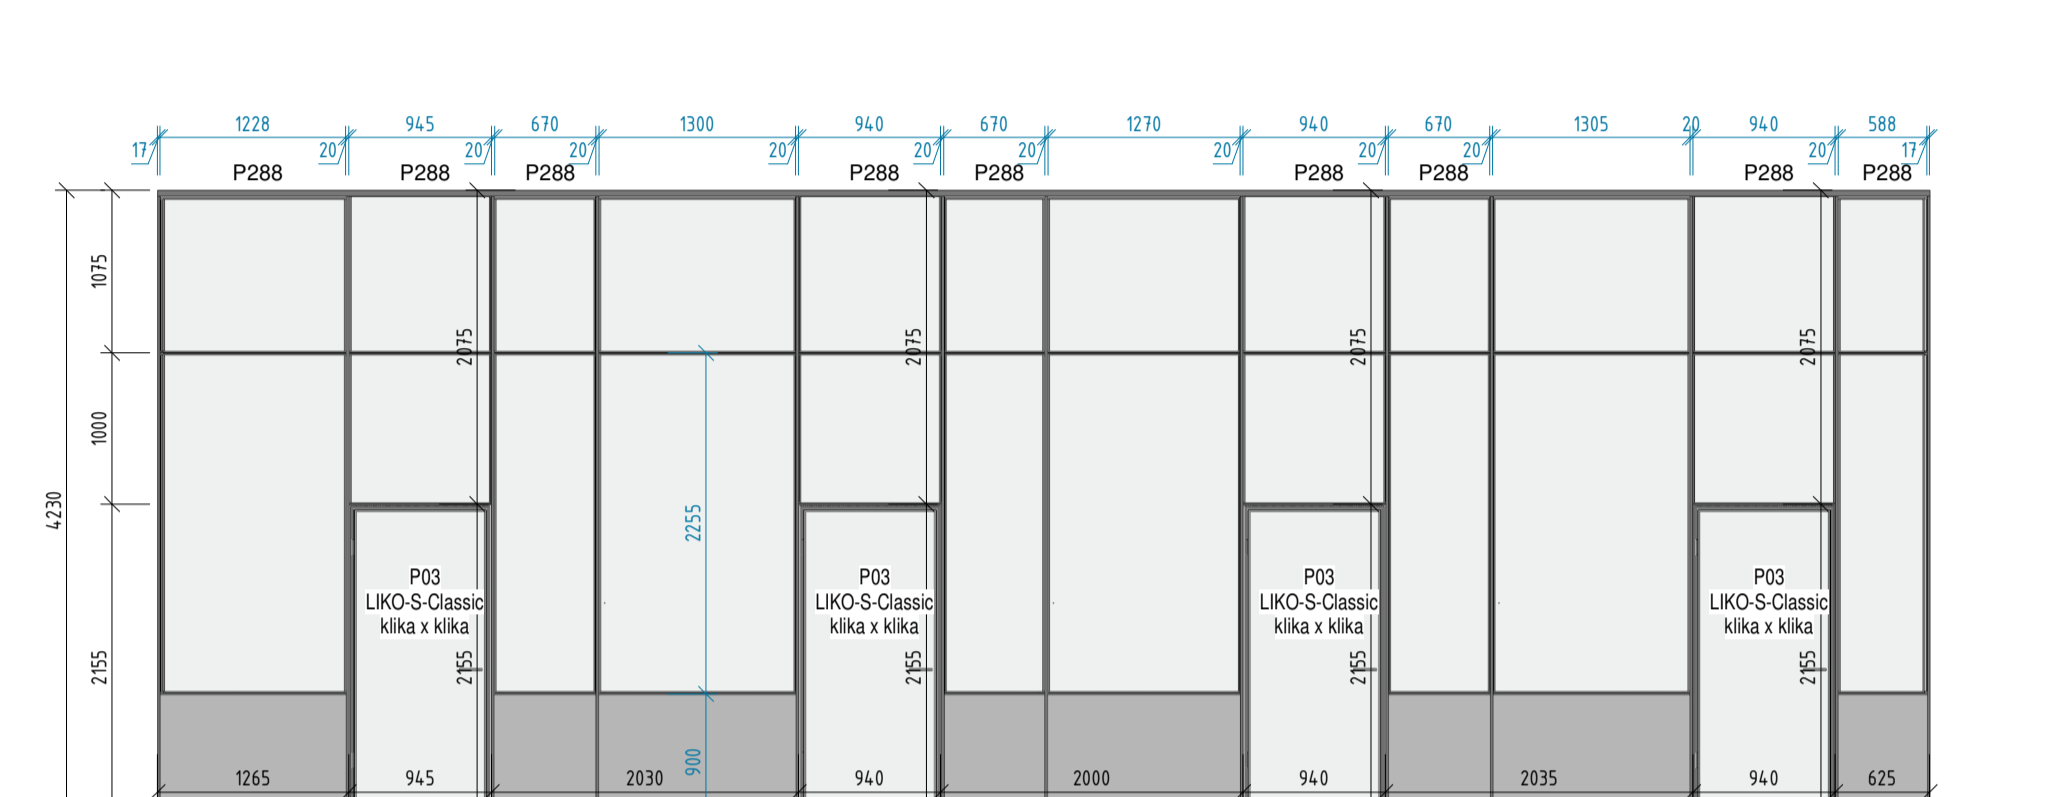 1228 945 670 1300 940 670 1270 940 670 1305 20 940 588
17 20 20 20 20 20 20 20 20 20 20 17
P288 P288 P288 P288 P288 P288 P288 P288 P288
1075
2075 2075 2075 2075
1000
4230
2255
P03 P03 P03 P03
LIKO-S-Classic LIKO-S-Classic LIKO-S-Classic LIKO-S-Classic
klika x klika klika x klika klika x klika klika x klika
2155 2155 2155 2155 2155
900
1265 945 2030 940 2000 940 2035 940 625